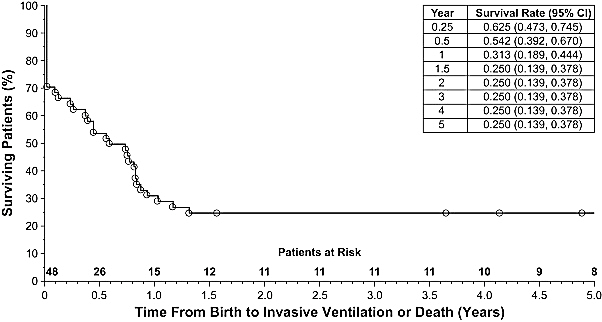 100
90
80
70
60
50
40
30
20
10
0
Surviving Patients (%)
Year Survival Rate (95% CI)
0.25 0.625 (0.473, 0.745)
0.5 0.542 (0.392, 0.670)
1 0.313 (0.189, 0.444)
1.5 0.250 (0.139, 0.378)
2 0.250 (0.139, 0.378)
3 0.250 (0.139, 0.378)
4 0.250 (0.139, 0.378)
5 0.250 (0.139, 0.378)
Patients at Risk
48 26 15 12 11 11 11 11 10 9 8
0 0.5 1.0 1.5 2.0 2.5 3.0 3.5 4.0 4.5 5.0
Time From Birth to Invasive Ventilation or Death (Years)